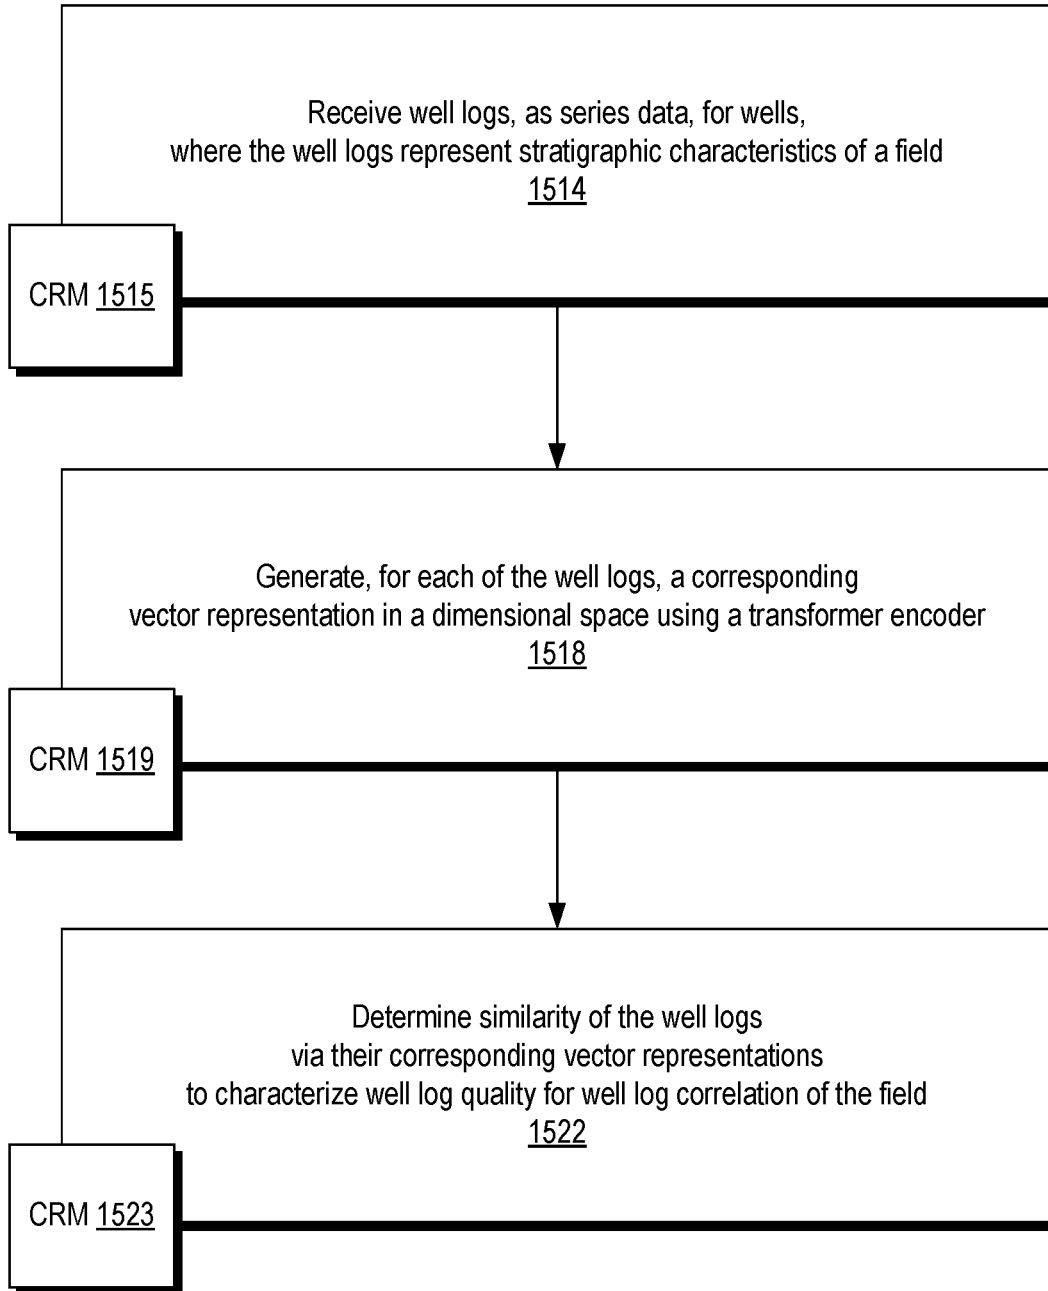 Receive well logs, as series data, for wells,
where the well logs represent stratigraphic characteristics of a field
1514
CRM 1515
Generate, for each of the well logs, a corresponding
vector representation in a dimensional space using a transformer encoder
1518
CRM 1519
Determine similarity of the well logs
via their corresponding vector representations
to characterize well log quality for well log correlation of the field
1522
CRM 1523